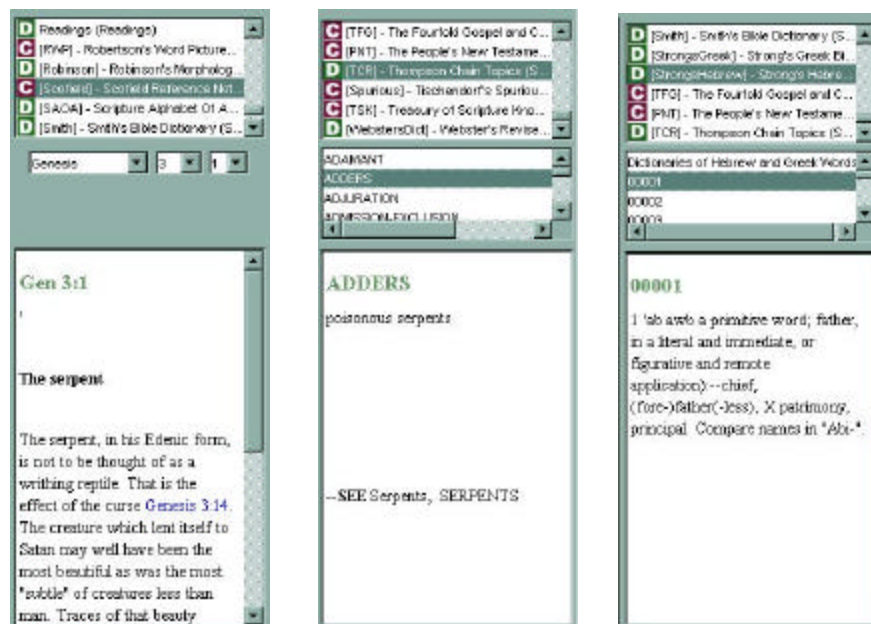 D Readings (Readings)
C [RWP] - Robertson's Word Picture...
D [Robinson] - Robinson's Morpholog...
C [Scofield] - Scofield Reference Not...
D [SAOA] - Scripture Alphabet Of A...
D [Smith] - Smith's Bible Dictionary (S...
Genesis 3 1
Gen 3:1
The serpent
The serpent, in his Edenic form,
is not to be thought of as a
writhing reptile. That is the
effect of the curse Genesis 3:14.
The creature which lent itself to
Satan may well have been the
most beautiful as was the most
"subtle" of creatures less than
man. Traces of that beauty
C [TFG] - The Fourfold Gospel and C...
C [PNT] - The People's New Testame...
D [TCR] - Thompson Chain Topics (S...
C [Spurious] - Tischendorf's Spuriou...
C [TSK] - Treasury of Scripture Kno...
D [WebstersDict] - Webster's Revise...
ADAMANT
ADDERS
ADJURATION
ADMISSION-EXCLUSION
ADDERS
poisonous serpents
--SEE Serpents, SERPENTS
D [Smith] - Smith's Bible Dictionary (S...
D [StrongsGreek] - Strong's Greek Bi...
D [StrongsHebrew] - Strong's Hebre...
C [TFG] - The Fourfold Gospel and C...
C [PNT] - The People's New Testame...
D [TCR] - Thompson Chain Topics (S...
Dictionaries of Hebrew and Greek Words
00001
00002
00003
00001
1 'ab awb a primitive word; father,
in a literal and immediate, or
figurative and remote
application):--chief,
(fore-)father(-less), X patrimony,
principal. Compare names in "Abi-".